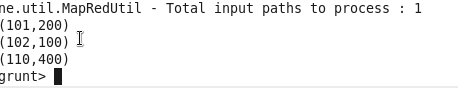 ne.util.MapRedUtil - Total input paths to process : 1
(101,200)
(102,100)
(110,400)
grunt>